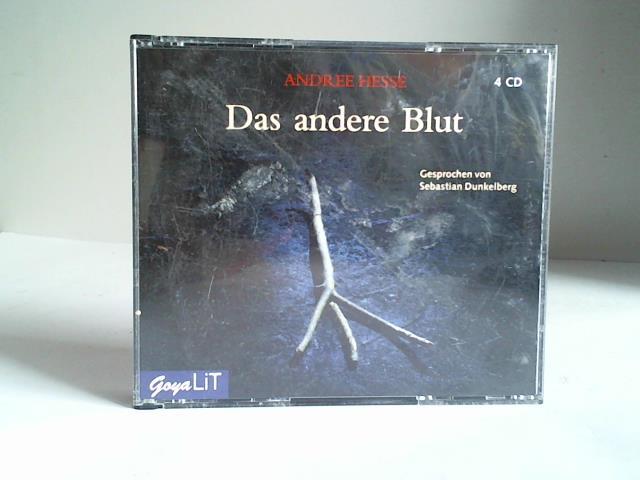 ANDREE HESSE
4 CD
Das andere Blut
Gesprochen von
Sebastian Dunkelberg
GoyaLiT